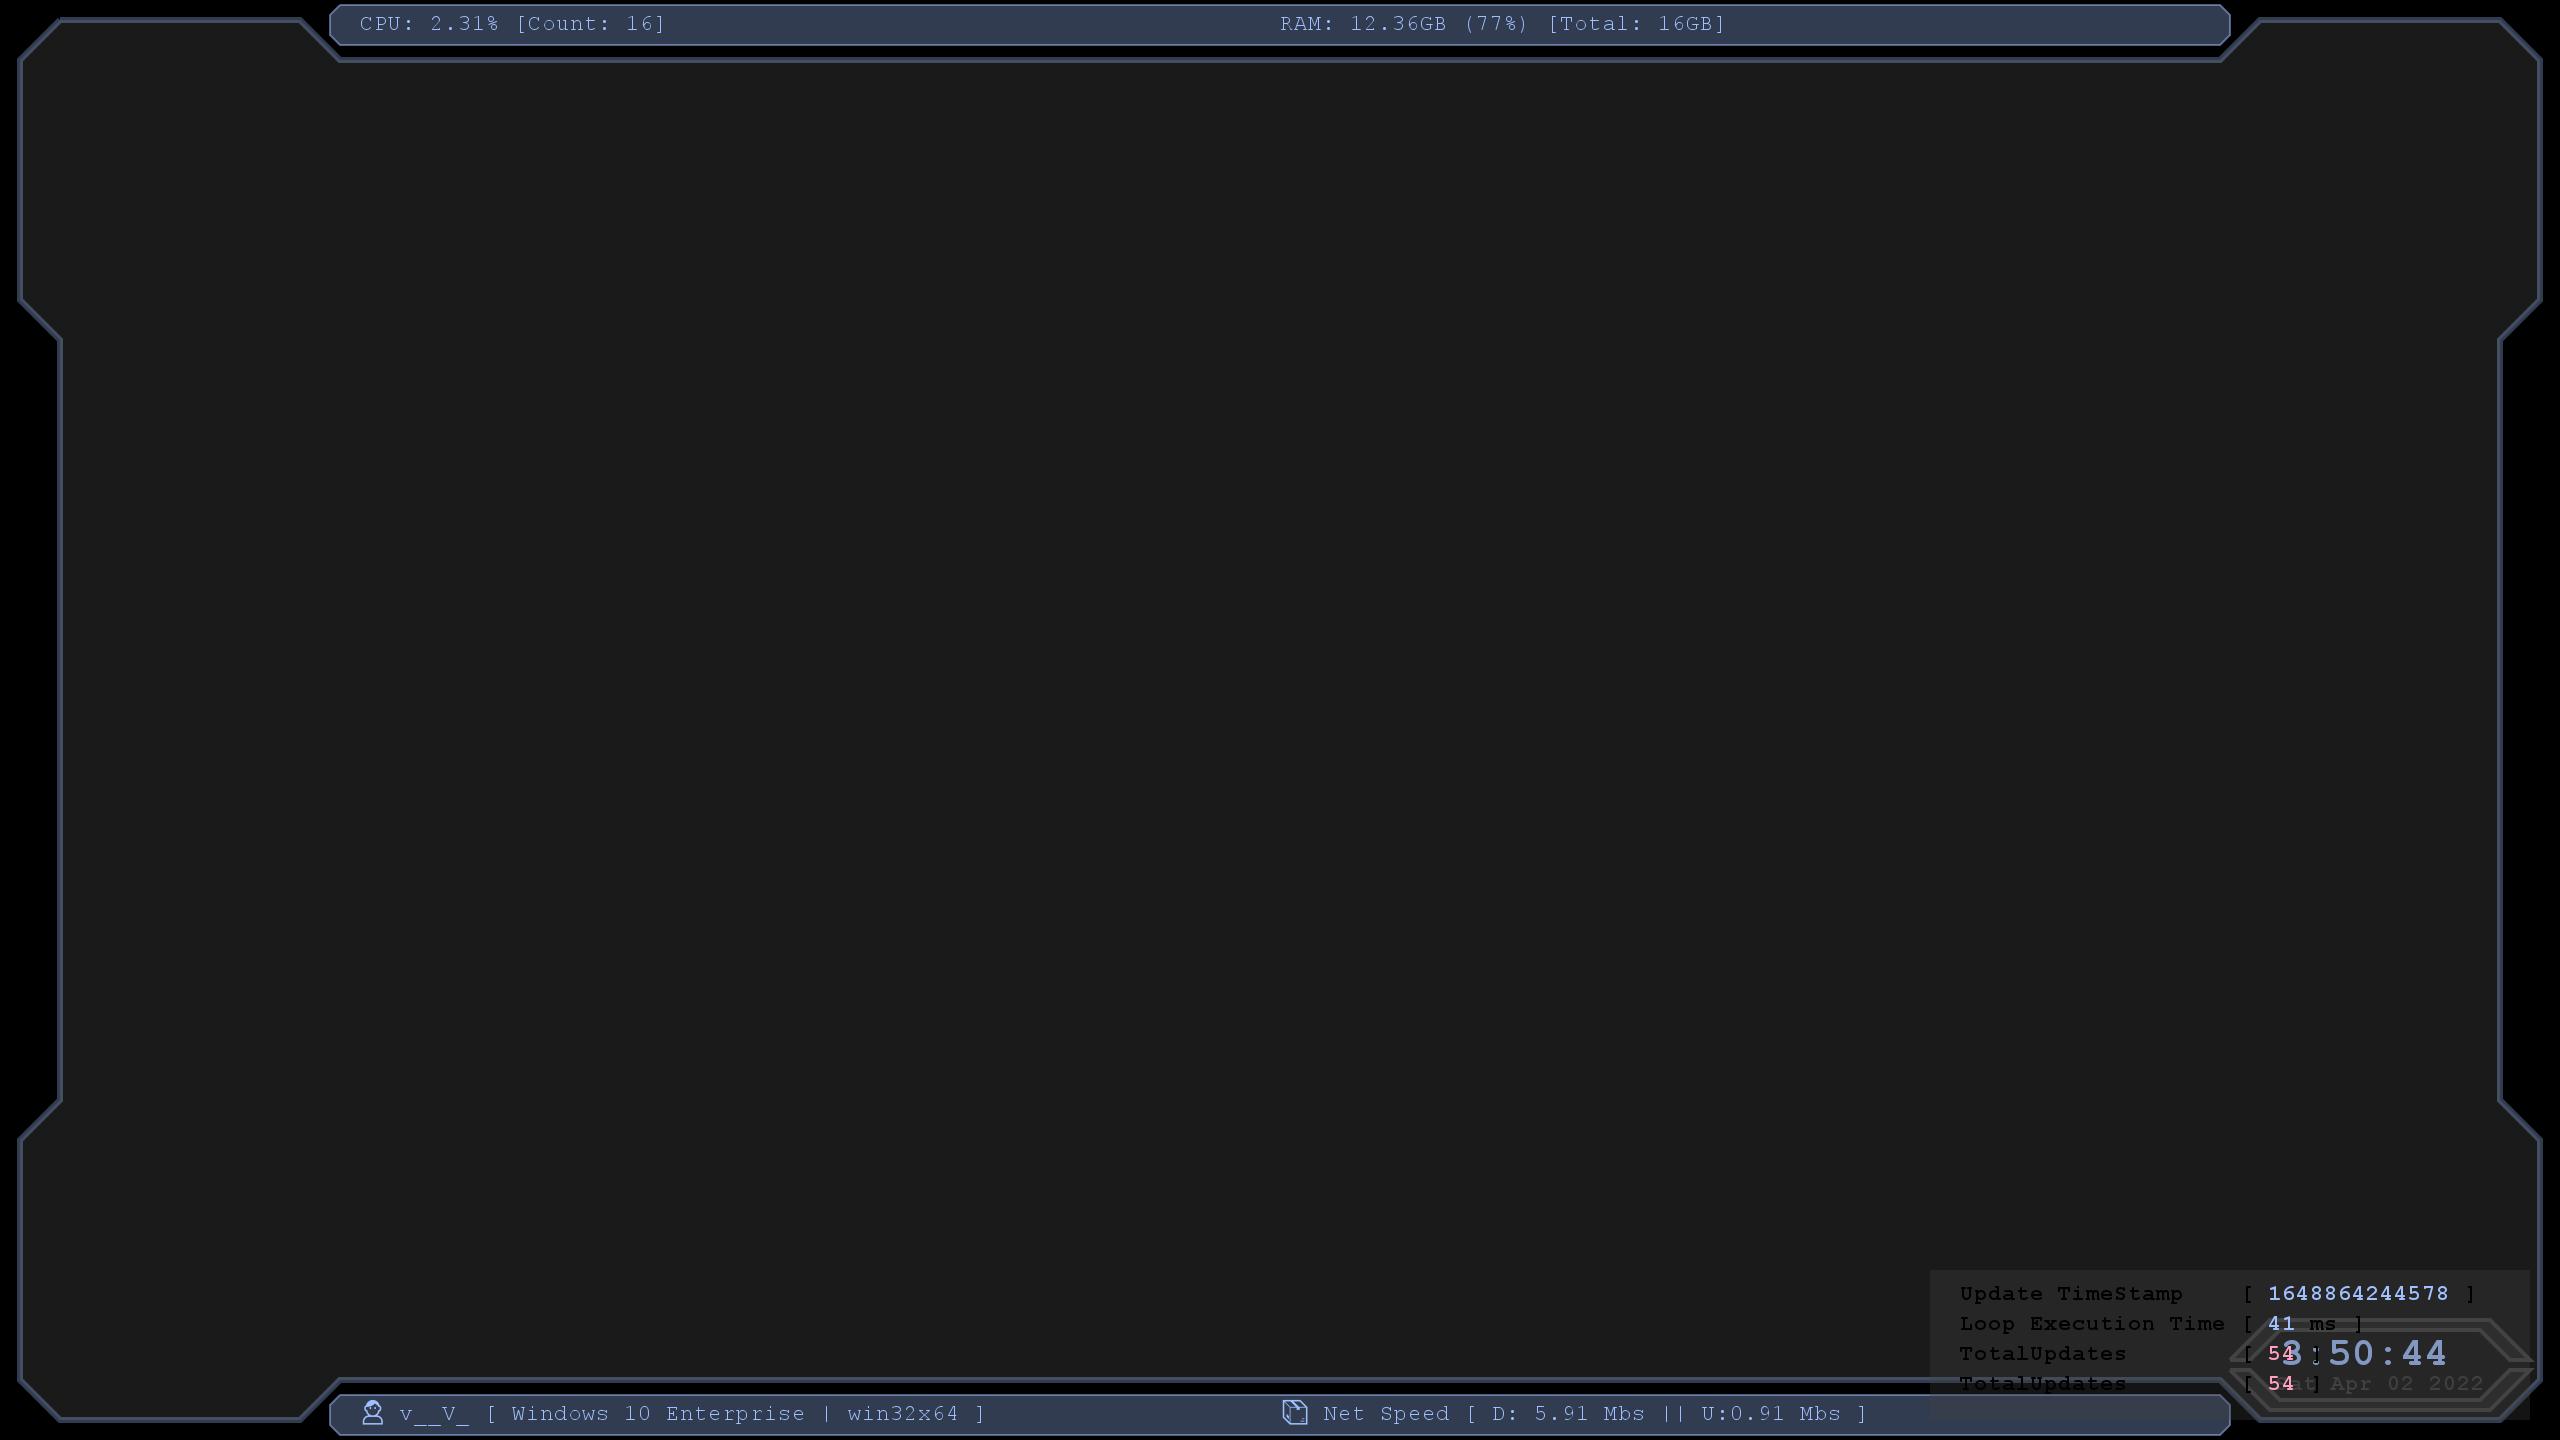 CPU: 2.31% [Count: 16]
RAM: 12.36GB (77%) [Total: 16GB]
Update TimeStamp [ 1648864244578 ]
Loop Execution Time [ 41 ms ]
TotalUpdates [ 54 ]
3:50:44
TotalUpdates [ 54 ]
Sat Apr 02 2022
v__V_ [ Windows 10 Enterprise | win32x64 ]
Net Speed [ D: 5.91 Mbs || U:0.91 Mbs ]